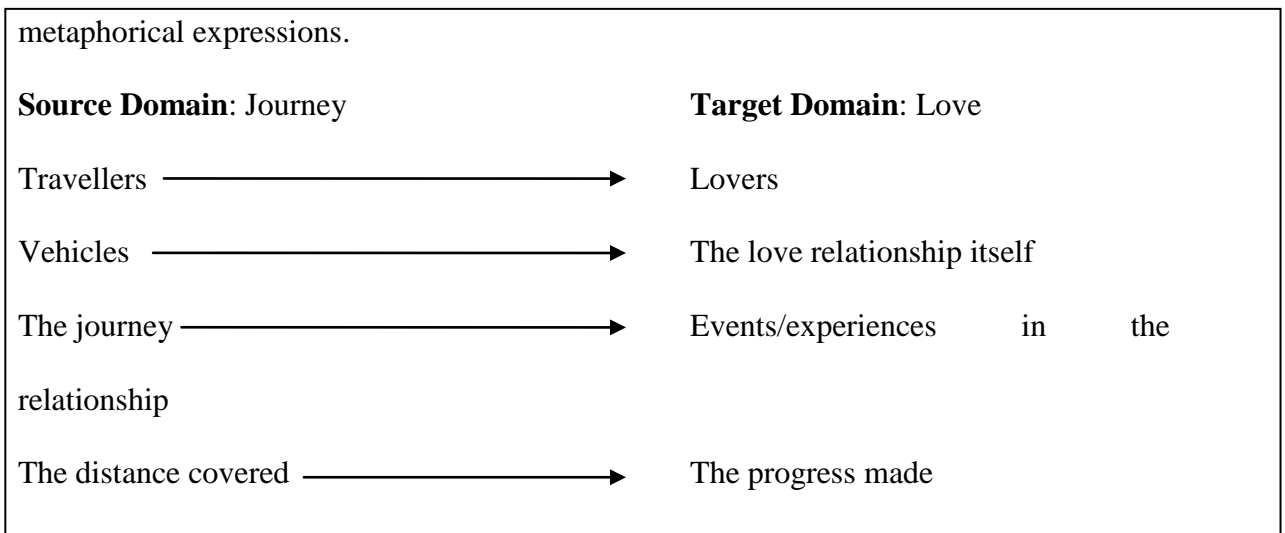 metaphorical expressions.
Source Domain: Journey Target Domain: Love
Travellers Lovers
Vehicles The love relationship itself
The journey Events/experiences in the
relationship
The distance covered The progress made